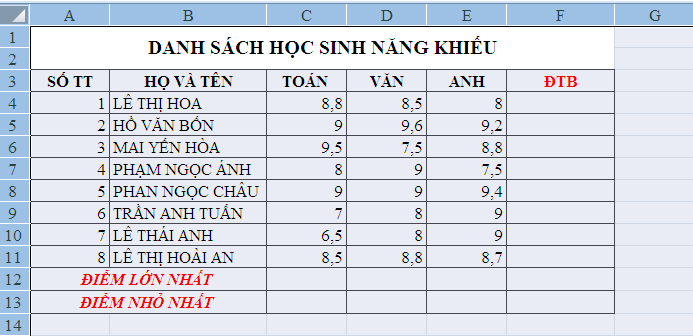 A B C D E F G
1 DANH SÁCH HỌC SINH NĂNG KHIẾU
2
3 SỐ TT HỌ VÀ TÊN TOÁN VĂN ANH ĐTB
4 1 LÊ THỊ HOA 8,8 8,5 8
5 2 HỒ VĂN BỐN 9 9,6 9,2
6 3 MAI YẾN HÒA 9,5 7,5 8,8
7 4 PHẠM NGỌC ÁNH 8 9 7,5
8 5 PHAN NGỌC CHÂU 9 9 9,4
9 6 TRẦN ANH TUẤN 7 8 9
10 7 LÊ THÁI ANH 6,5 8 9
11 8 LÊ THỊ HOÀI AN 8,5 8,8 8,7
12 ĐIỂM LỚN NHẤT
13 ĐIỂM NHỎ NHẤT
14